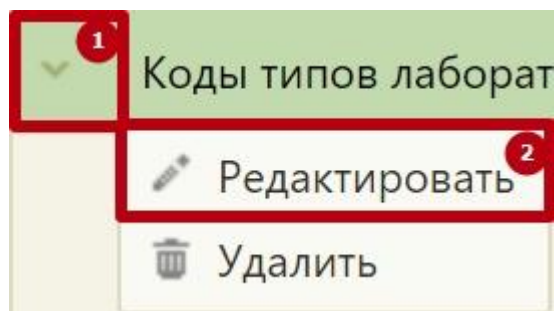 1
Коды типов лаборат
2
Редактировать
Удалить